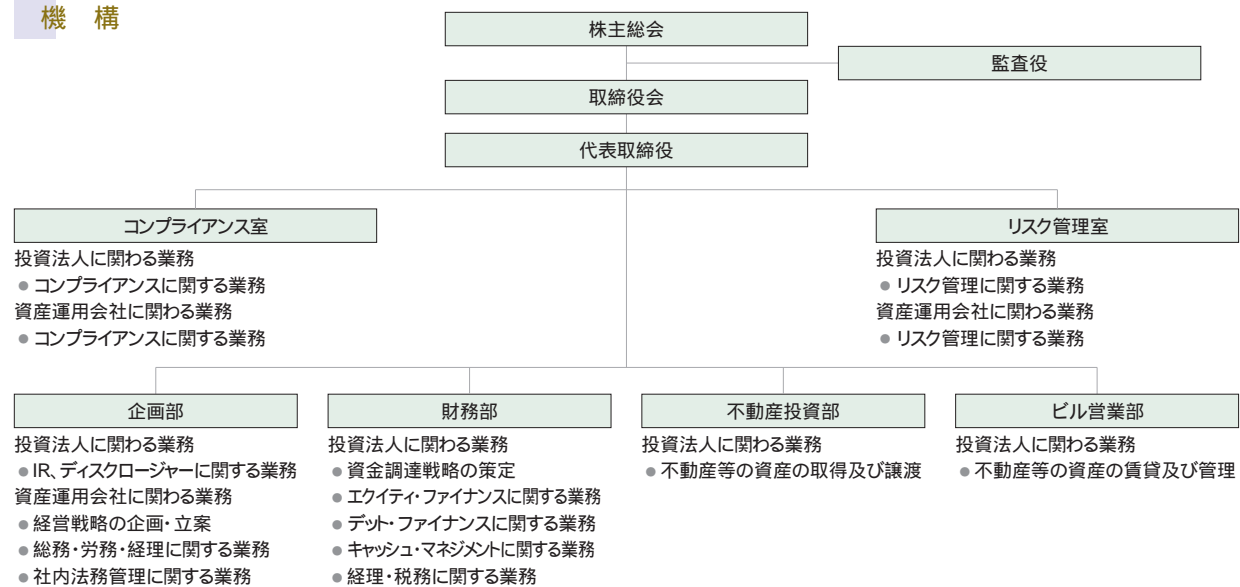 機 構
株主総会
監査役
取締役会
代表取締役
コンプライアンス室
投資法人に関わる業務
● コンプライアンスに関する業務
資産運用会社に関わる業務
● コンプライアンスに関する業務
リスク管理室
投資法人に関わる業務
● リスク管理に関する業務
資産運用会社に関わる業務
● リスク管理に関する業務
企画部
投資法人に関わる業務
● IR、ディスクロージャーに関する業務
資産運用会社に関わる業務
● 経営戦略の企画・立案
● 総務・労務・経理に関する業務
● 社内法務管理に関する業務
財務部
投資法人に関わる業務
● 資金調達戦略の策定
● エクイティ・ファイナンスに関する業務
● デット・ファイナンスに関する業務
● キャッシュ・マネジメントに関する業務
● 経理・税務に関する業務
不動産投資部
投資法人に関わる業務
● 不動産等の資産の取得及び譲渡
ビル営業部
投資法人に関わる業務
● 不動産等の資産の賃貸及び管理